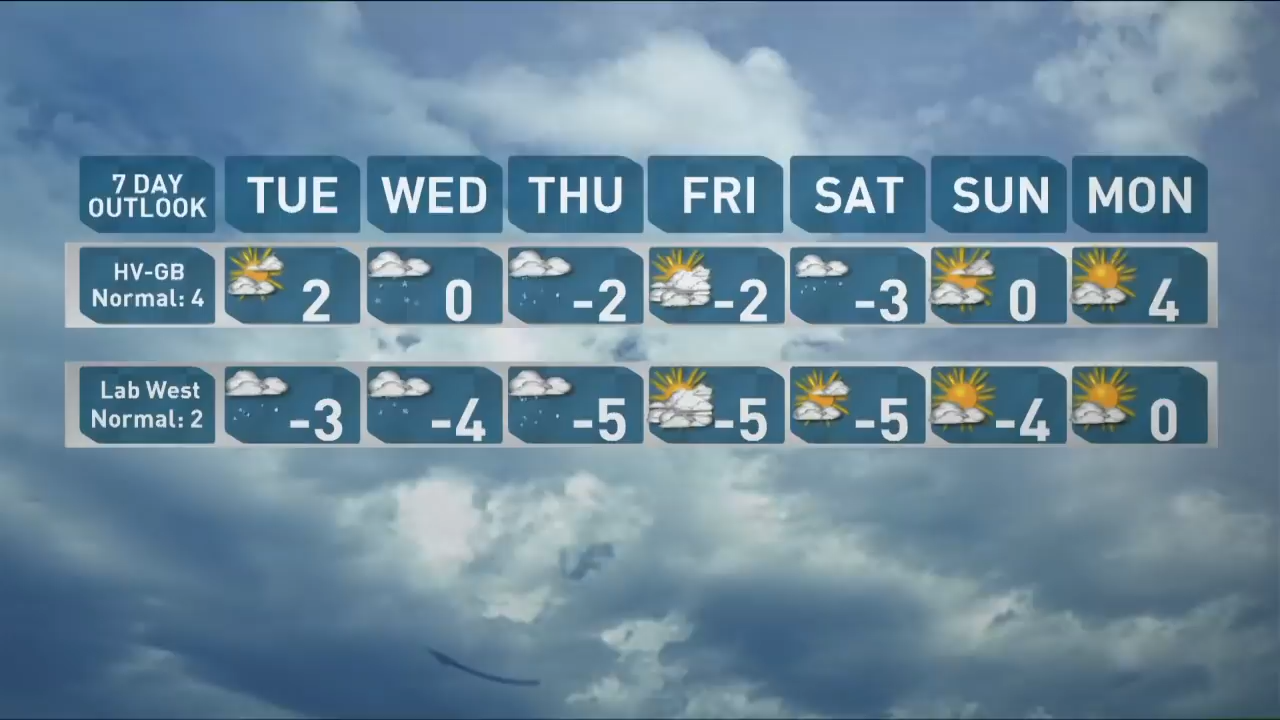 7 DAY OUTLOOK TUE WED THU FRI SAT SUN MON
HV-GB
Normal: 4 2 0 -2 -2 -3 0 4
Lab West
Normal: 2 -3 -4 -5 -5 -5 -4 0